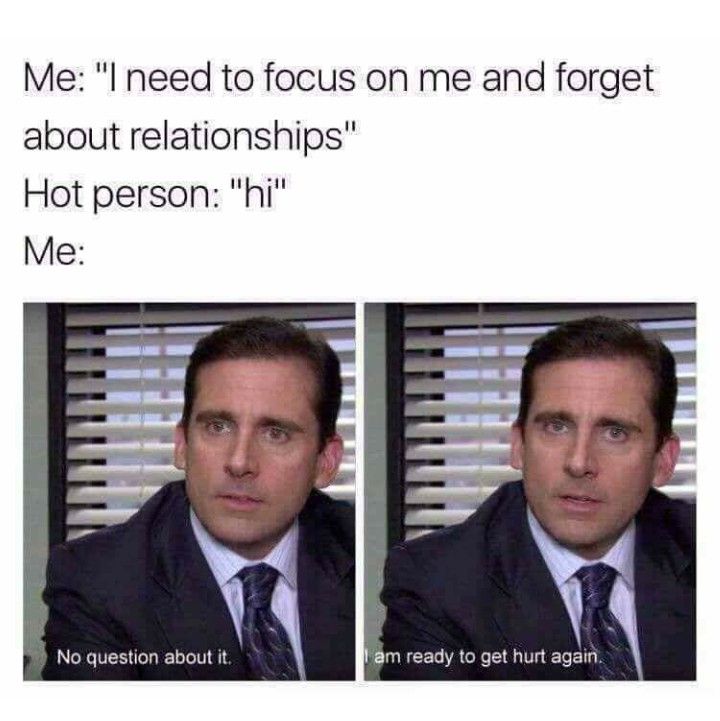 Me: "I need to focus on me and forget
about relationships"
Hot person: "hi"
Me:
No question about it.
I am ready to get hurt again.